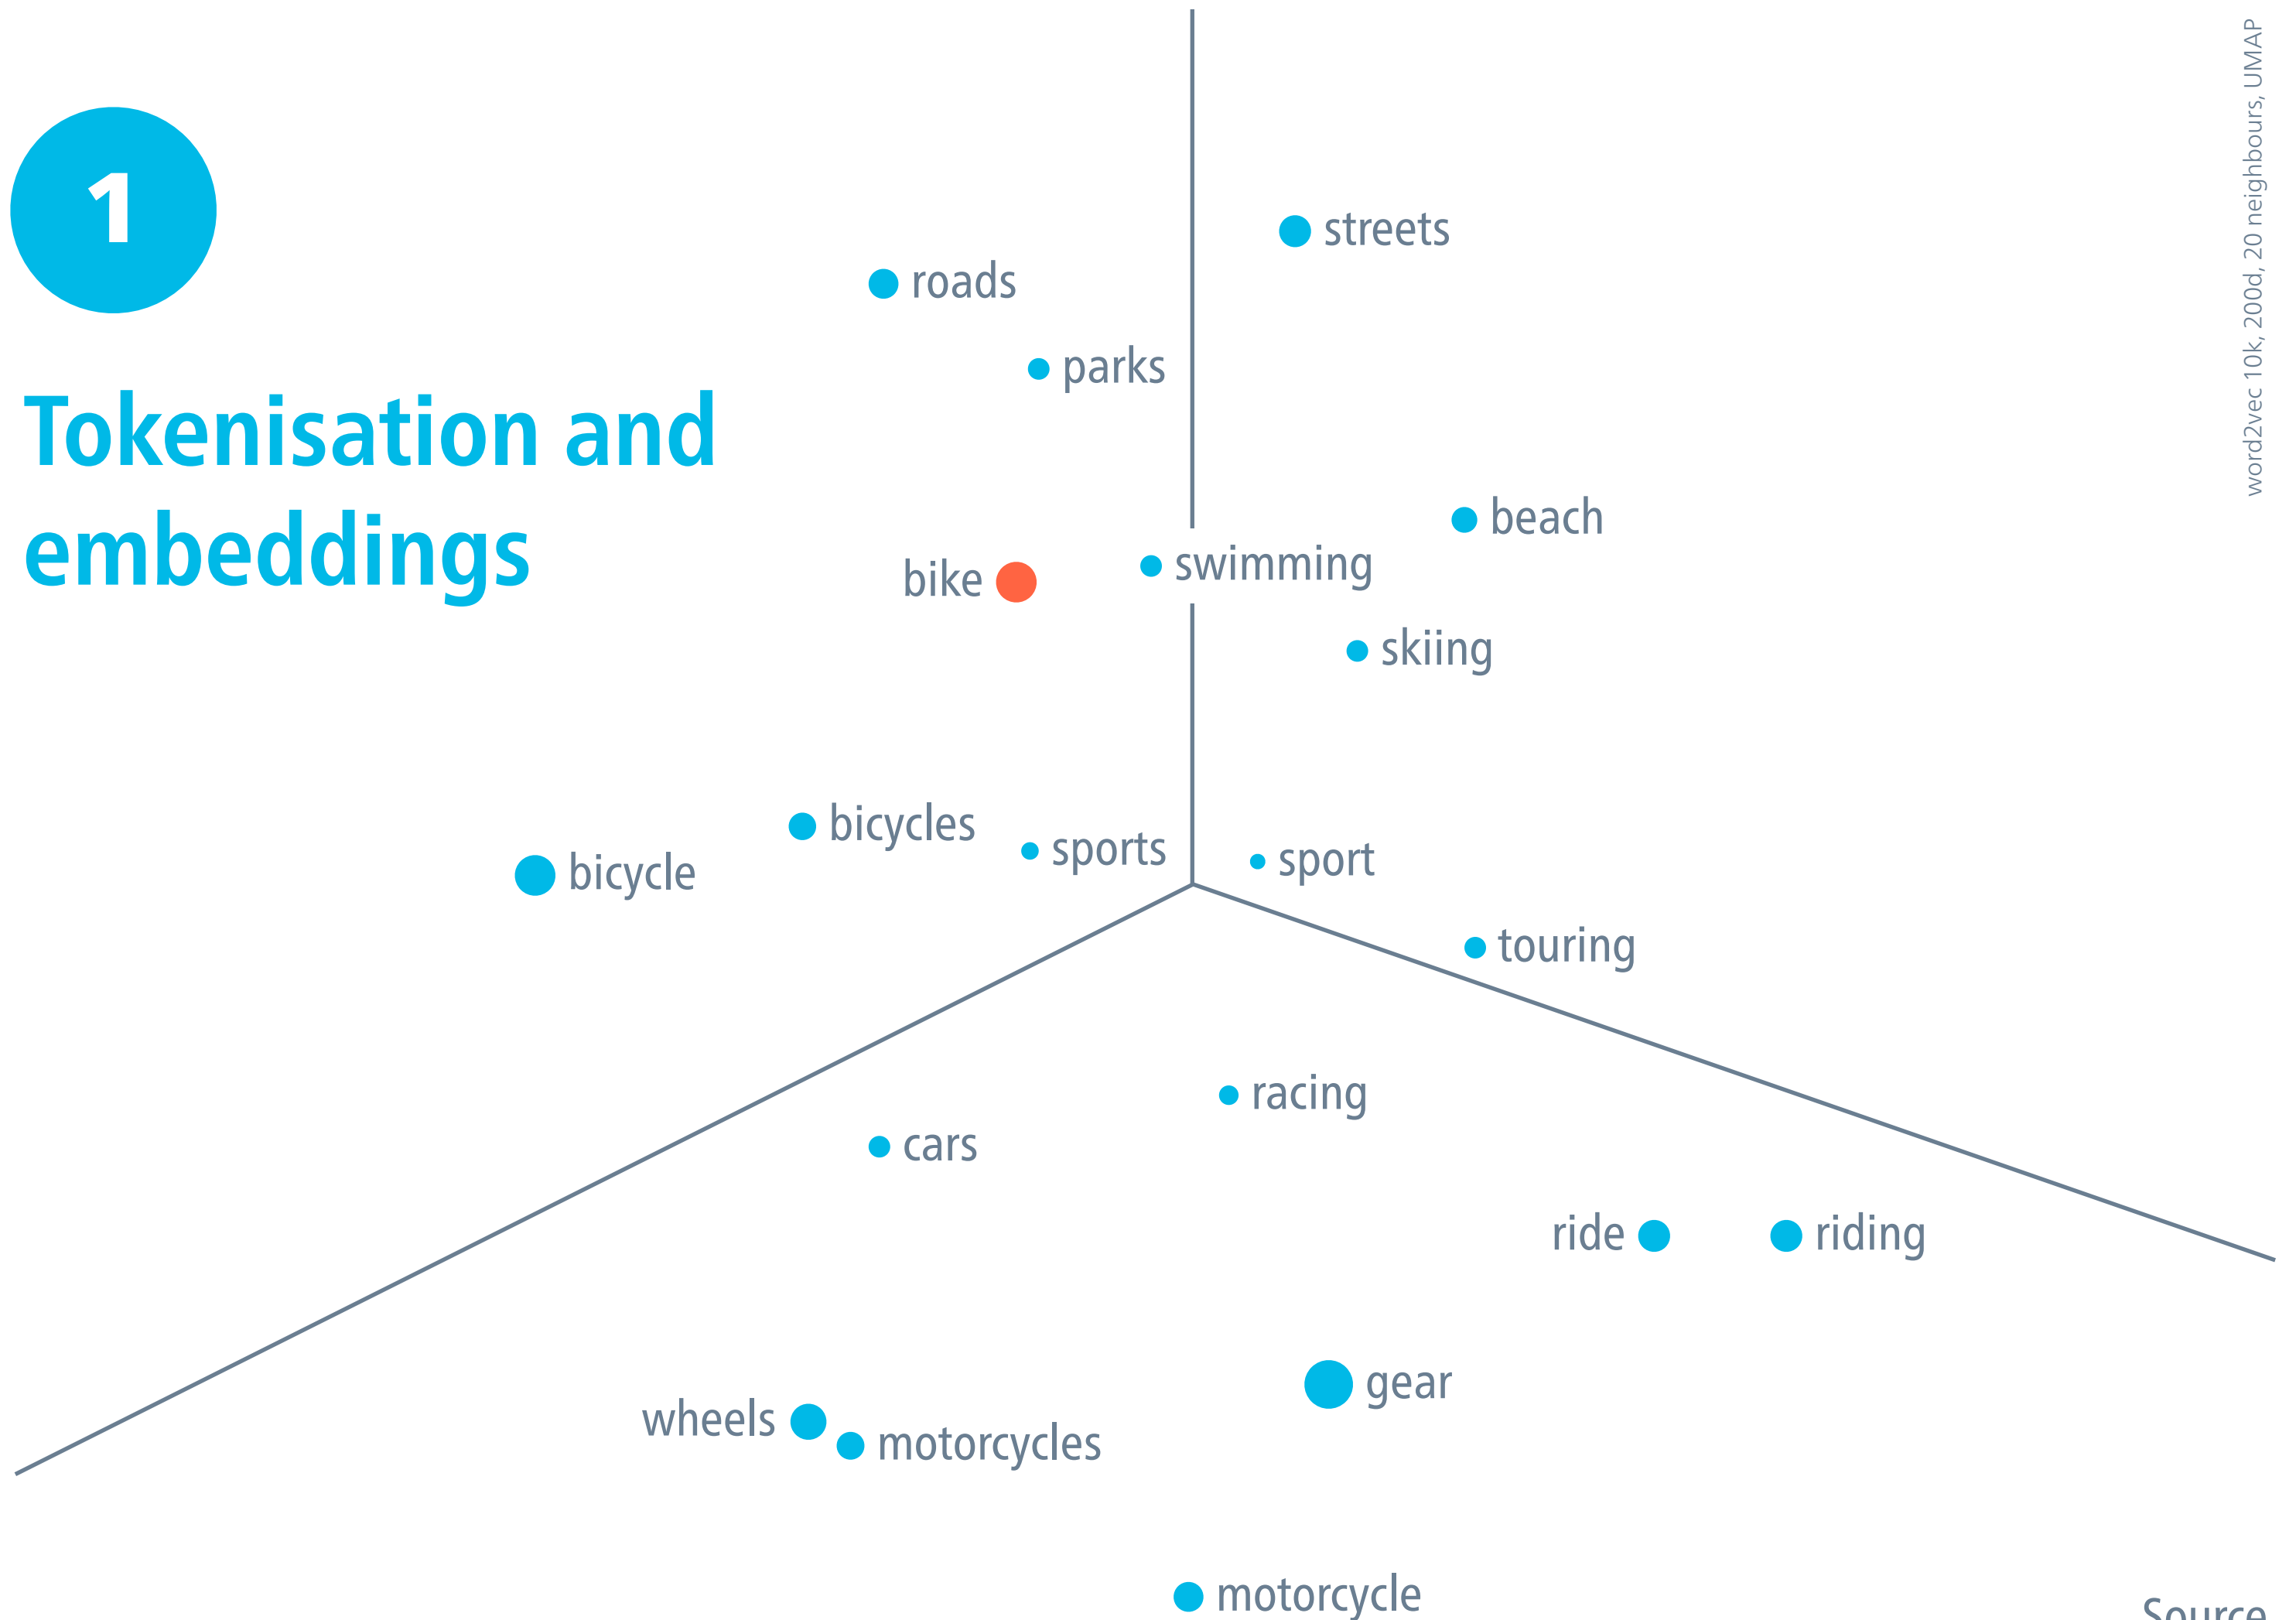 1
Tokenisation and
embeddings
word2vec 10k, 200d, 20 neighbours, UMAP
streets
roads
parks
beach
swimming
bike
skiing
bicycles
sports
sport
bicycle
touring
racing
cars
ride
riding
gear
wheels
motorcycles
motorcycle
Source